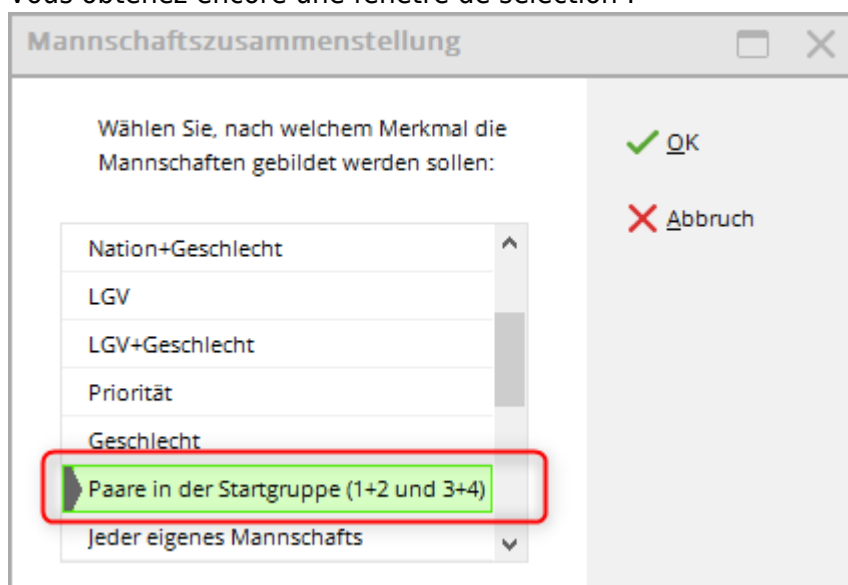 Vous obtenez encore une fenêtre de sélection :
Mannschaftszusammenstellung
Wählen Sie, nach welchem Merkmal die
Mannschaften gebildet werden sollen:
OK
Abbruch
Nation+Geschlecht
LGV
LGV+Geschlecht
Priorität
Geschlecht
Paare in der Startgruppe (1+2 und 3+4)
Jeder eigenes Mannschafts